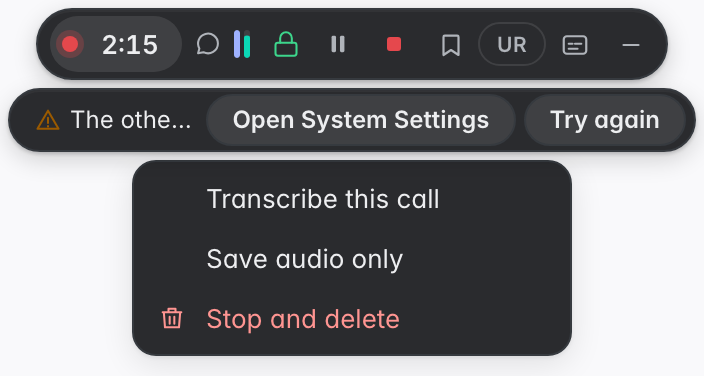 2:15
UR
The othe...
Open System Settings
Try again
Transcribe this call
Save audio only
Stop and delete